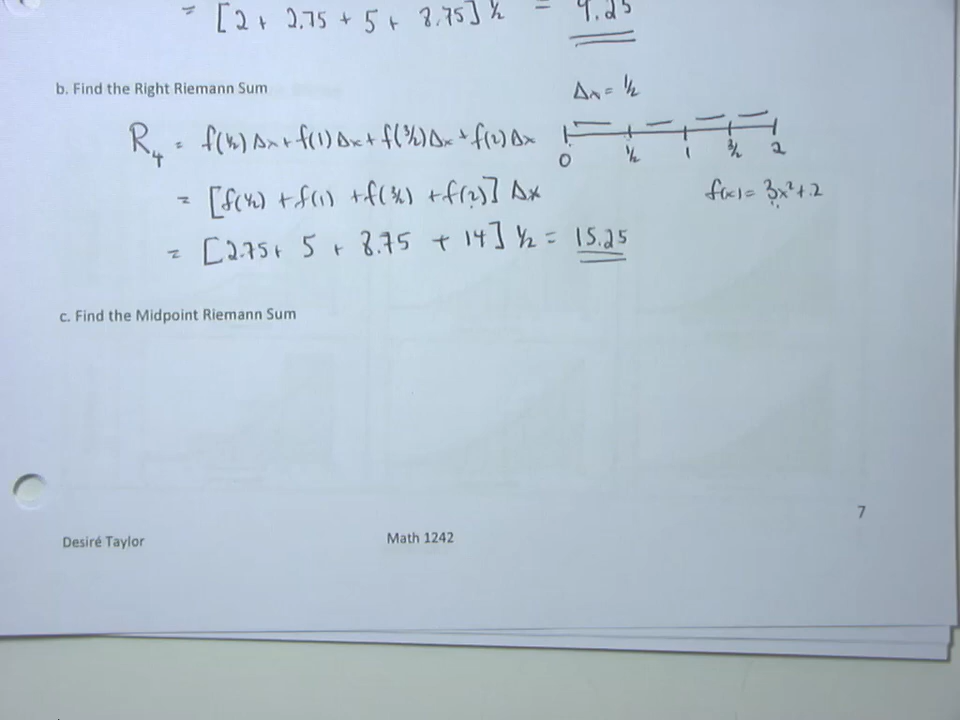 = [2 + 2.75 + 5 + 8.75] ½ = 9.25
b. Find the Right Riemann Sum
Δx = ½
R₄ = f(½) Δx + f(1) Δx + f(3/2) Δx + f(2) Δx
0 ½ 1 3/2 2
= [f(½) + f(1) + f(3/2) + f(2)] Δx
f(x) = 3x² + 2
= [2.75 + 5 + 8.75 + 14] ½ = 15.25
c. Find the Midpoint Riemann Sum
7
Desiré Taylor
Math 1242